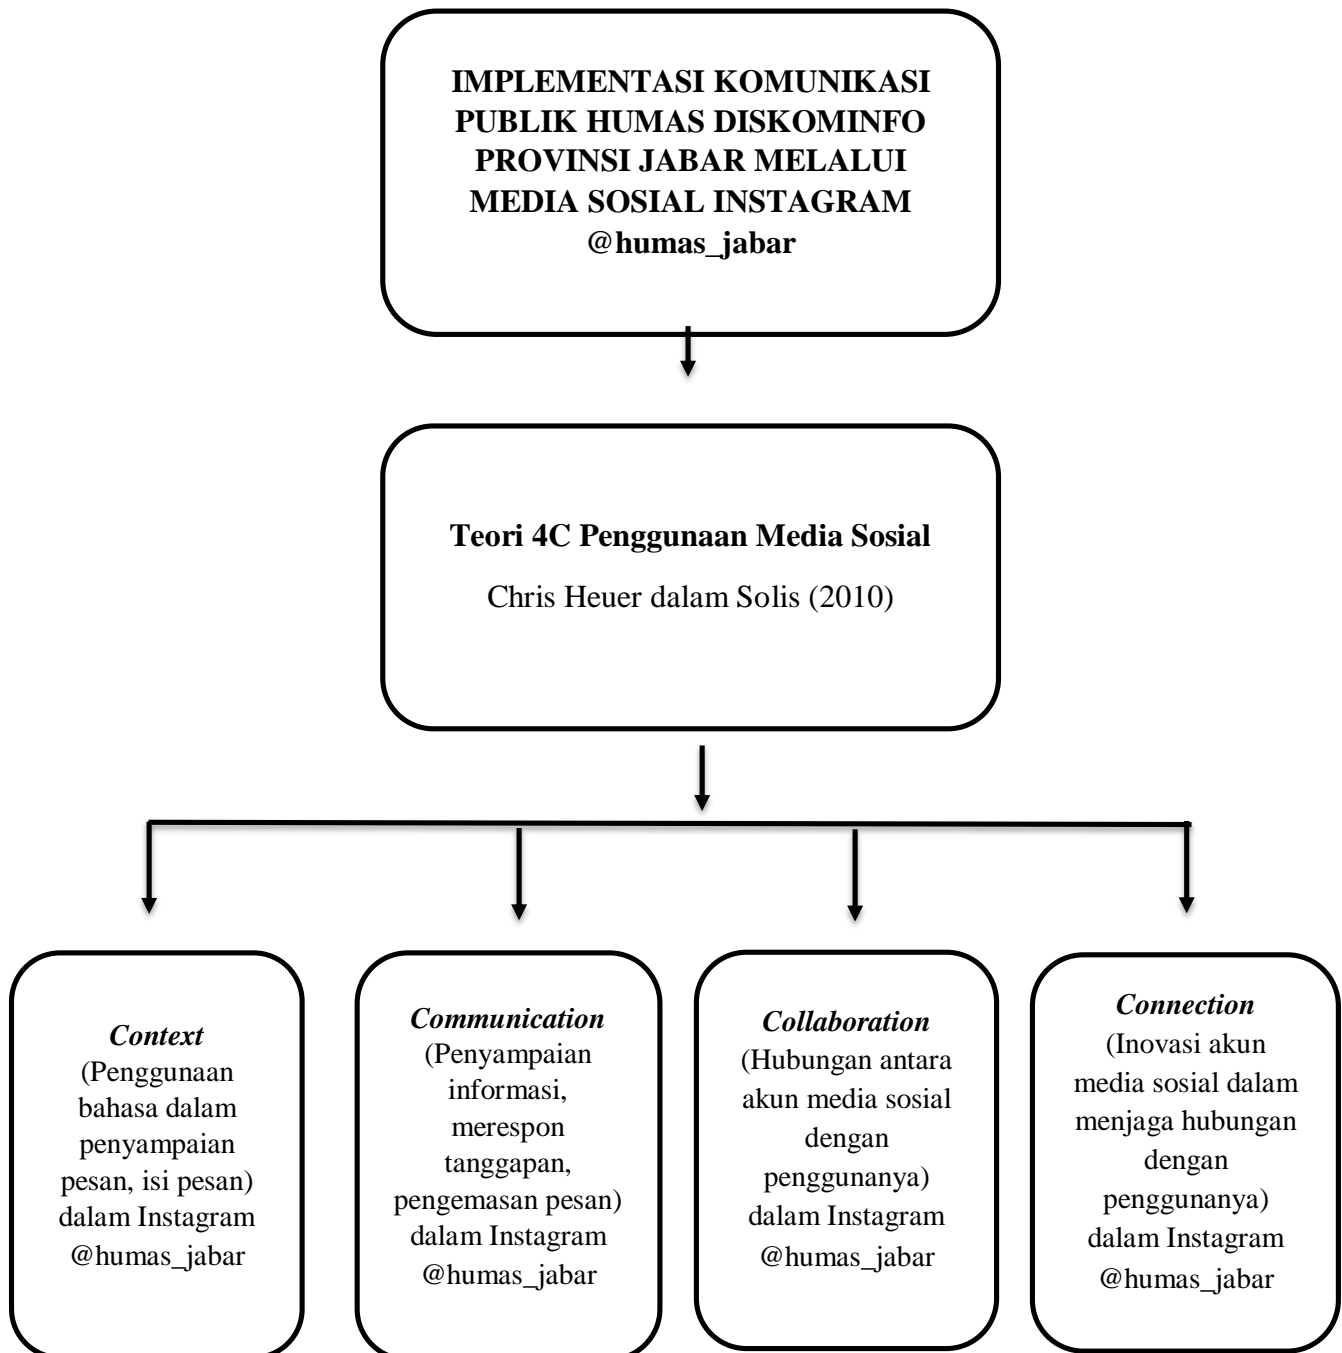 IMPLEMENTASI KOMUNIKASI
PUBLIK HUMAS DISKOMINFO
PROVINSI JABAR MELALUI
MEDIA SOSIAL INSTAGRAM
@humas_jabar
Teori 4C Penggunaan Media Sosial
Chris Heuer dalam Solis (2010)
Context
(Penggunaan
bahasa dalam
penyampaian
pesan, isi pesan)
dalam Instagram
@humas_jabar
Communication
(Penyampaian
informasi,
merespon
tanggapan,
pengemasan pesan)
dalam Instagram
@humas_jabar
Collaboration
(Hubungan antara
akun media sosial
dengan
penggunanya)
dalam Instagram
@humas_jabar
Connection
(Inovasi akun
media sosial dalam
menjaga hubungan
dengan
penggunanya)
dalam Instagram
@humas_jabar